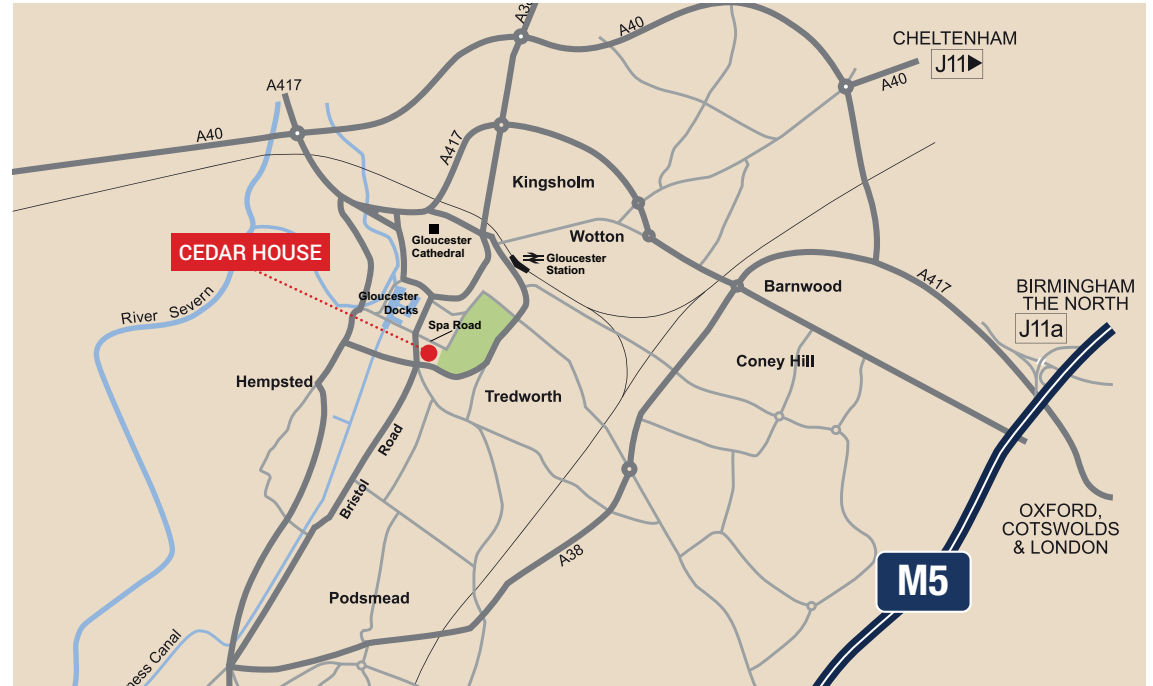 A38
A40
CHELTENHAM
J11
A40
A417
A40
A417
Kingsholm
Wotton
Gloucester
Cathedral
CEDAR HOUSE
Gloucester
Station
Barnwood
A417
BIRMINGHAM
THE NORTH
J11a
River Severn
Gloucester
Docks
Spa Road
Coney Hill
Hempsted
Tredworth
Bristol Road
OXFORD,
COTSWOLDS
& LONDON
A38
M5
Podsmead
ness Canal